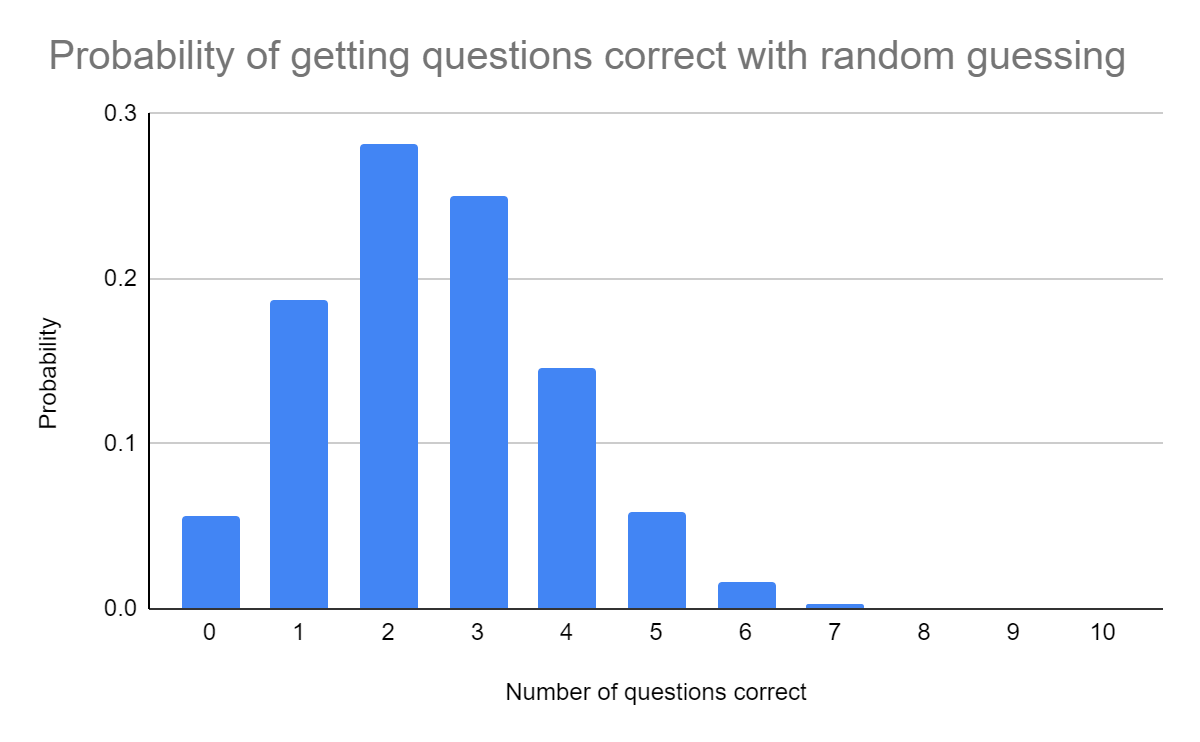 Probability of getting questions correct with random guessing
0.3
0.2
0.1
0.0
Probability
0 1 2 3 4 5 6 7 8 9 10
Number of questions correct